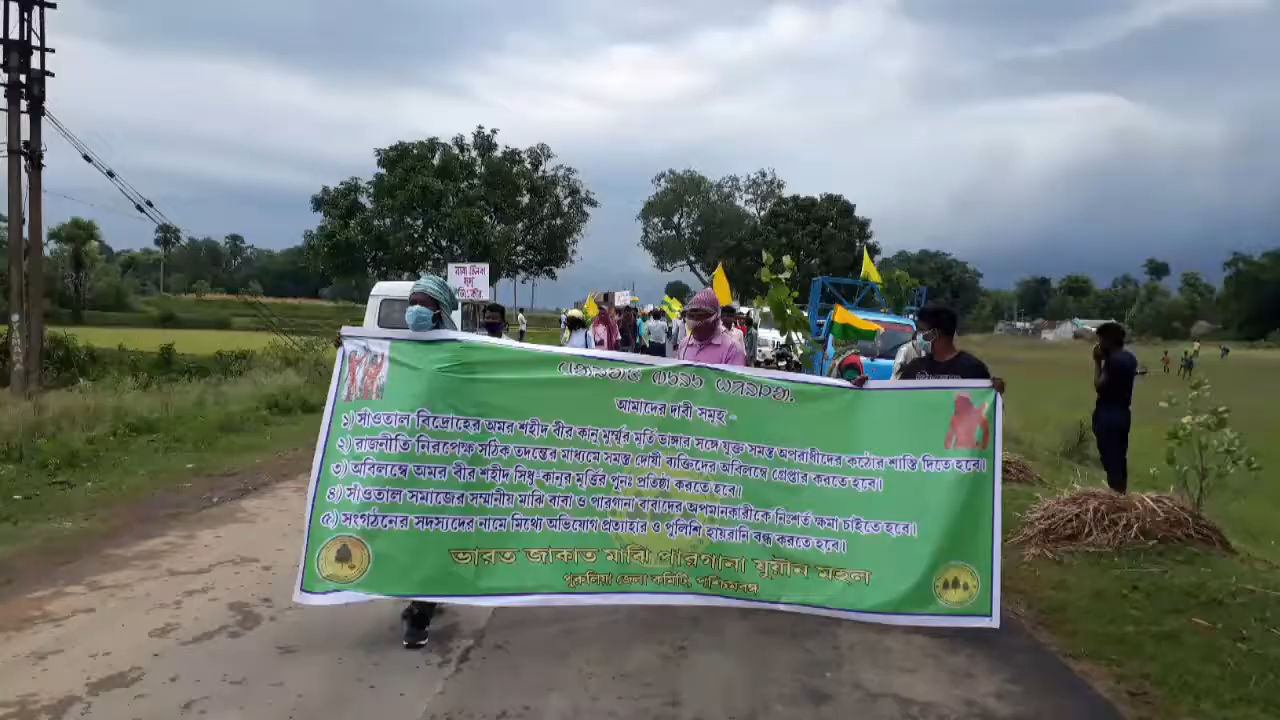 আমাদের দাবী সমূহ -
১) সাঁওতাল বিদ্রোহের অমর শহীদ বীর কানু মুর্ম্মুর মূর্তি ভাঙ্গার সঙ্গে যুক্ত সমস্ত অপরাধীদের কঠোর শাস্তি দিতে হবে।
২) রাজনীতি নিরপেক্ষ সঠিক তদন্তের মাধ্যমে সমস্ত দোষী ব্যক্তিদের অবিলম্বে গ্রেপ্তার করতে হবে।
৩) অবিলম্বে অমর বীর শহীদ সিধু-কানুর মূর্ত্তির পুনঃ প্রতিষ্ঠা করতে হবে।
৪) সাঁওতাল সমাজের সম্মানীয় মাঝি বাবা ও পারগানা বাবাদের অপমানকারীকে নিঃশর্ত ক্ষমা চাইতে হবে।
৫) সংগঠনের সদস্যদের নামে মিথ্যে অভিযোগ প্রত্যাহার ও পুলিশি হায়রানি বন্ধ করতে হবে।
ভারত জাকাত মাঝি পারগানা যুয়ান মহল
পুরুলিয়া জেলা কমিটি, পশ্চিমবঙ্গ